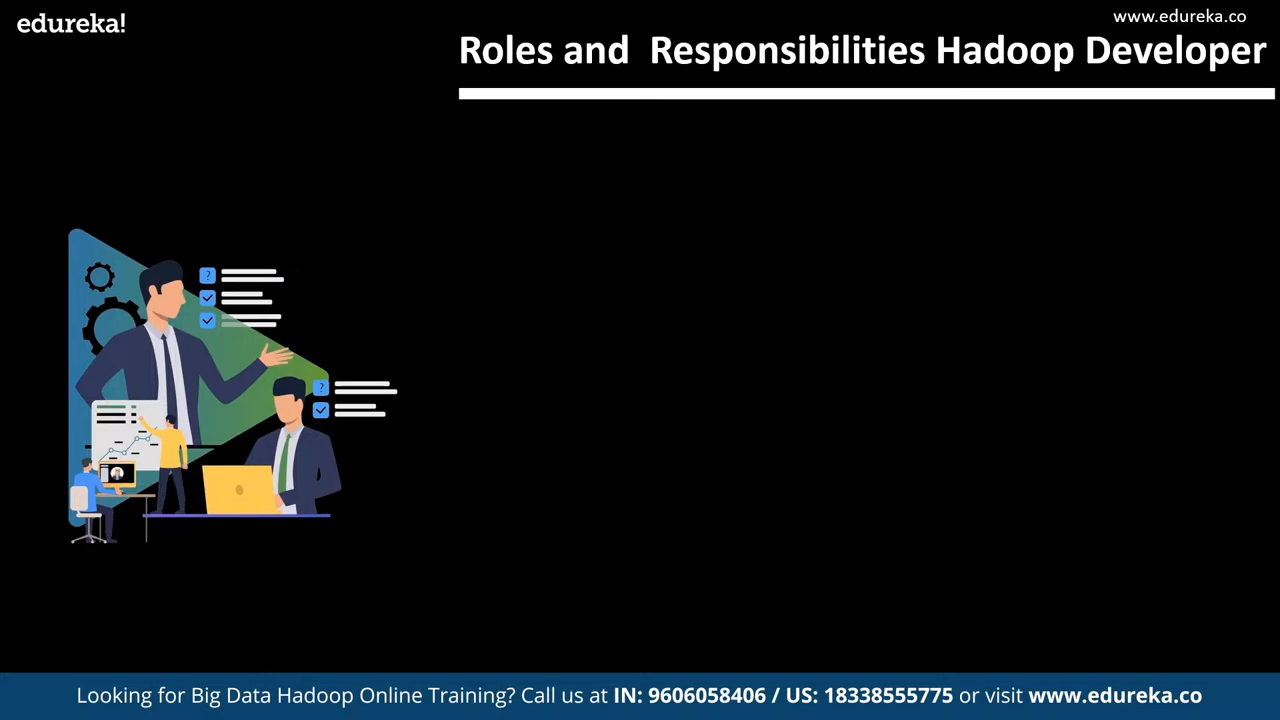 edureka!
www.edureka.co
Roles and  Responsibilities Hadoop Developer
Looking for Big Data Hadoop Online Training? Call us at IN: 9606058406 / US: 18338555775 or visit www.edureka.co